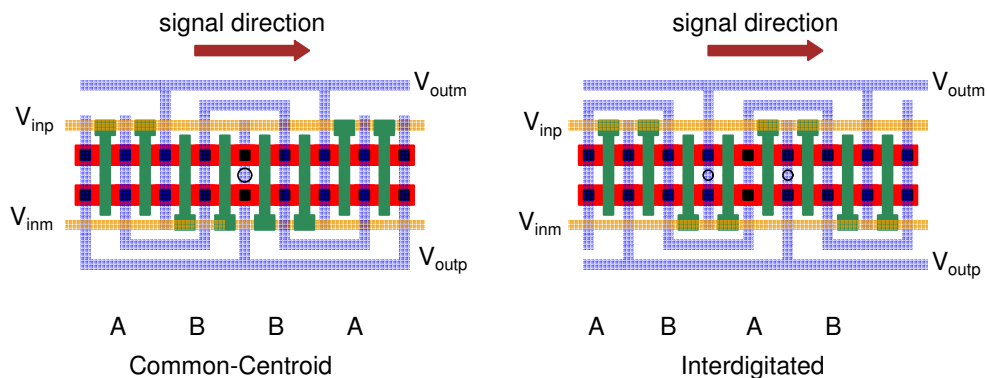 signal direction
V_outm
V_inp
V_inm
V_outp
A B B A
Common-Centroid
signal direction
V_outm
V_inp
V_inm
V_outp
A B A B
Interdigitated